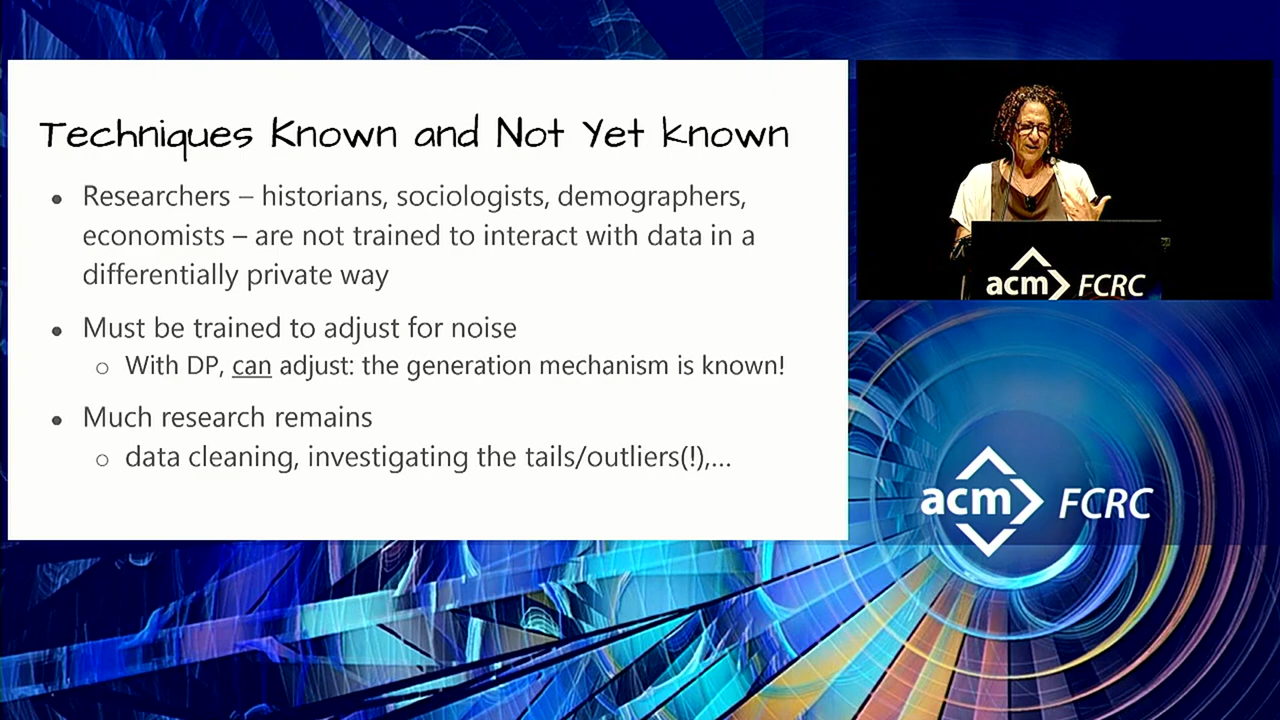 Techniques Known and Not Yet known
• Researchers – historians, sociologists, demographers,
economists – are not trained to interact with data in a
differentially private way
• Must be trained to adjust for noise
○ With DP, can adjust: the generation mechanism is known!
• Much research remains
○ data cleaning, investigating the tails/outliers(!),...
acm FCRC
acm FCRC